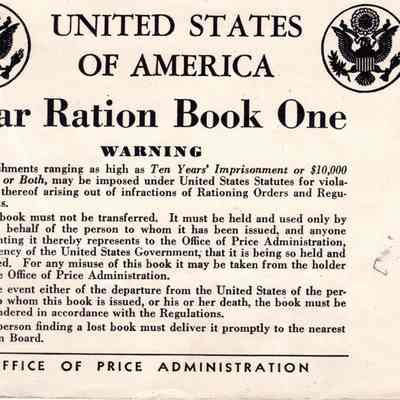 UNITED STATES
OF AMERICA
ar Ration Book One
WARNING
shments ranging as high as Ten Years' Imprisonment or $10,000
or Both, may be imposed under United States Statutes for viola-
thereof arising out of infractions of Rationing Orders and Regu-
s.
book must not be transferred. It must be held and used only by
behalf of the person to whom it has been issued, and anyone
nting it thereby represents to the Office of Price Administration,
ency of the United States Government, that it is being so held and
ed. For any misuse of this book it may be taken from the holder
e Office of Price Administration.
e event either of the departure from the United States of the per-
o whom this book is issued, or his or her death, the book must be
ndered in accordance with the Regulations.
person finding a lost book must deliver it promptly to the nearest
n Board.
FFICE OF PRICE ADMINISTRATION